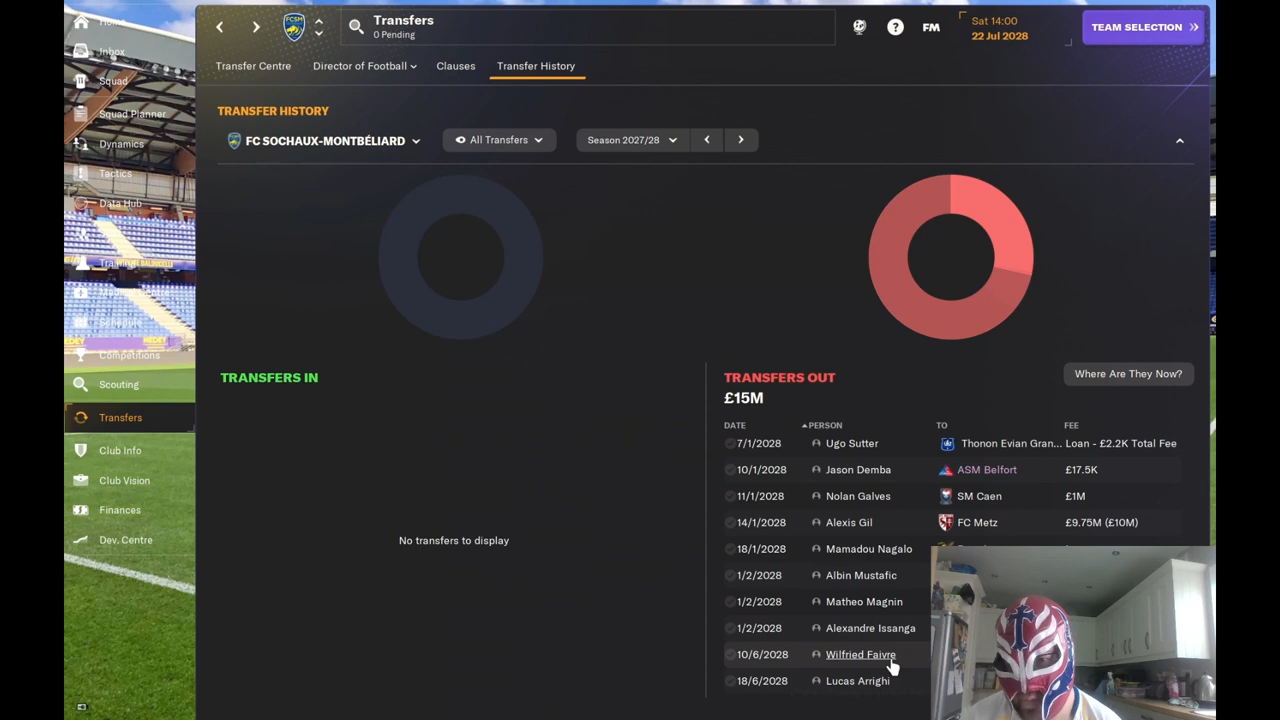 Transfers
0 Pending
FM
Sat 14:00
22 Jul 2028
TEAM SELECTION
Transfer Centre
Director of Football
Clauses
Transfer History
Inbox
Squad
Squad Planner
Dynamics
Tactics
Data Hub
Competitions
Scouting
Transfers
Club Info
Club Vision
Finances
Dev. Centre
TRANSFER HISTORY
FC SOCHAUX-MONTBÉLIARD
All Transfers
Season 2027/28
TRANSFERS IN
No transfers to display
TRANSFERS OUT
£15M
Where Are They Now?
DATE PERSON TO FEE
7/1/2028 Ugo Sutter Thonon Evian Gran... Loan - £2.2K Total Fee
10/1/2028 Jason Demba ASM Belfort £17.5K
11/1/2028 Nolan Galves SM Caen £1M
14/1/2028 Alexis Gil FC Metz £9.75M (£10M)
18/1/2028 Mamadou Nagalo
1/2/2028 Albin Mustafic
1/2/2028 Matheo Magnin
1/2/2028 Alexandre Issanga
10/6/2028 Wilfried Faivre
18/6/2028 Lucas Arrighi